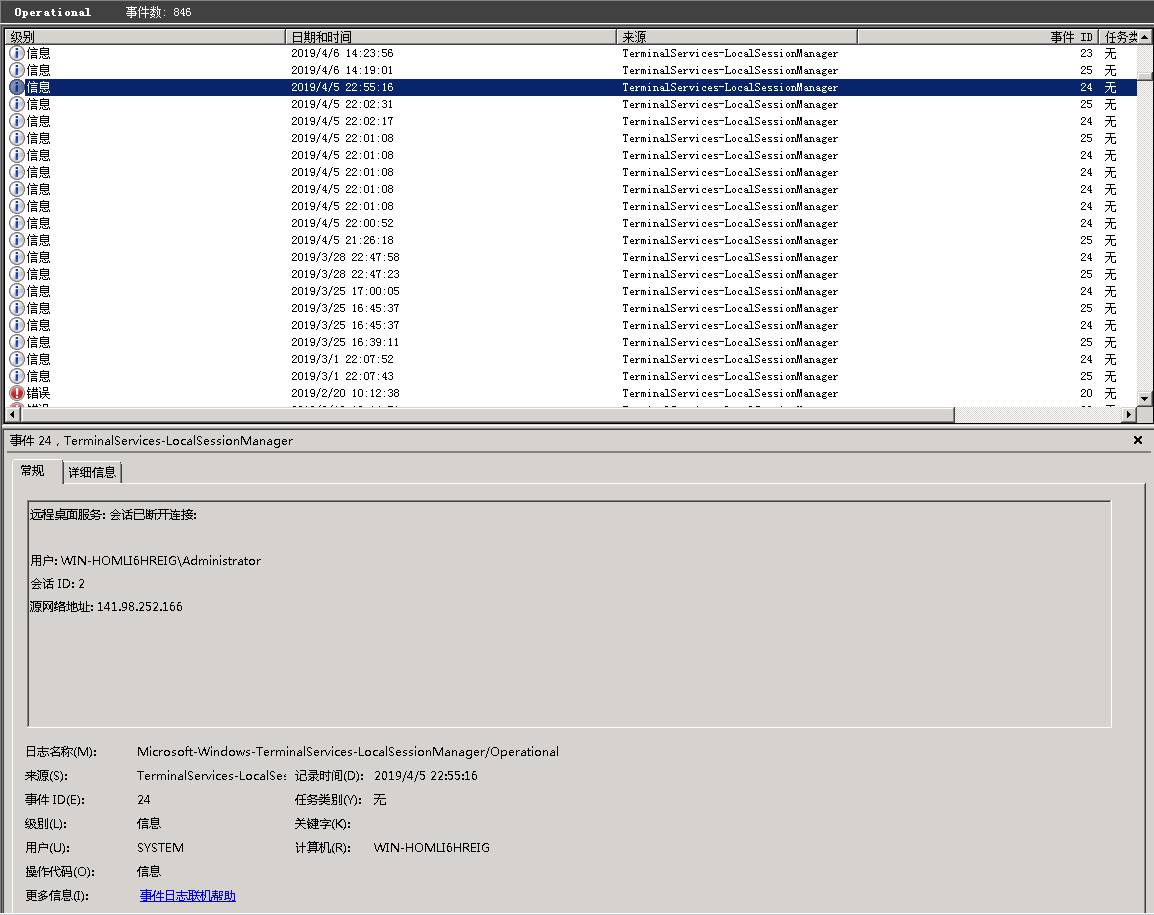 Operational 事件数: 846
级别 日期和时间 来源 事件 ID 任务类
信息 2019/4/6 14:23:56 TerminalServices-LocalSessionManager 23 无
信息 2019/4/6 14:19:01 TerminalServices-LocalSessionManager 25 无
信息 2019/4/5 22:55:16 TerminalServices-LocalSessionManager 24 无
信息 2019/4/5 22:02:31 TerminalServices-LocalSessionManager 25 无
信息 2019/4/5 22:02:17 TerminalServices-LocalSessionManager 24 无
信息 2019/4/5 22:01:08 TerminalServices-LocalSessionManager 25 无
信息 2019/4/5 22:01:08 TerminalServices-LocalSessionManager 24 无
信息 2019/4/5 22:01:08 TerminalServices-LocalSessionManager 24 无
信息 2019/4/5 22:01:08 TerminalServices-LocalSessionManager 24 无
信息 2019/4/5 22:01:08 TerminalServices-LocalSessionManager 24 无
信息 2019/4/5 22:00:52 TerminalServices-LocalSessionManager 24 无
信息 2019/4/5 21:26:18 TerminalServices-LocalSessionManager 25 无
信息 2019/3/28 22:47:58 TerminalServices-LocalSessionManager 24 无
信息 2019/3/28 22:47:23 TerminalServices-LocalSessionManager 25 无
信息 2019/3/25 17:00:05 TerminalServices-LocalSessionManager 24 无
信息 2019/3/25 16:45:37 TerminalServices-LocalSessionManager 25 无
信息 2019/3/25 16:45:37 TerminalServices-LocalSessionManager 24 无
信息 2019/3/25 16:39:11 TerminalServices-LocalSessionManager 25 无
信息 2019/3/1 22:07:52 TerminalServices-LocalSessionManager 24 无
信息 2019/3/1 22:07:43 TerminalServices-LocalSessionManager 25 无
错误 2019/2/20 10:12:38 TerminalServices-LocalSessionManager 20 无
事件 24，TerminalServices-LocalSessionManager
常规 详细信息
远程桌面服务: 会话已断开连接:
用户: WIN-HOMLI6HREIG\Administrator
会话 ID: 2
源网络地址: 141.98.252.166
日志名称(M): Microsoft-Windows-TerminalServices-LocalSessionManager/Operational
来源(S): TerminalServices-LocalSes 记录时间(D): 2019/4/5 22:55:16
事件 ID(E): 24 任务类别(Y): 无
级别(L): 信息 关键字(K):
用户(U): SYSTEM 计算机(R): WIN-HOMLI6HREIG
操作代码(O): 信息
更多信息(I): 事件日志联机帮助